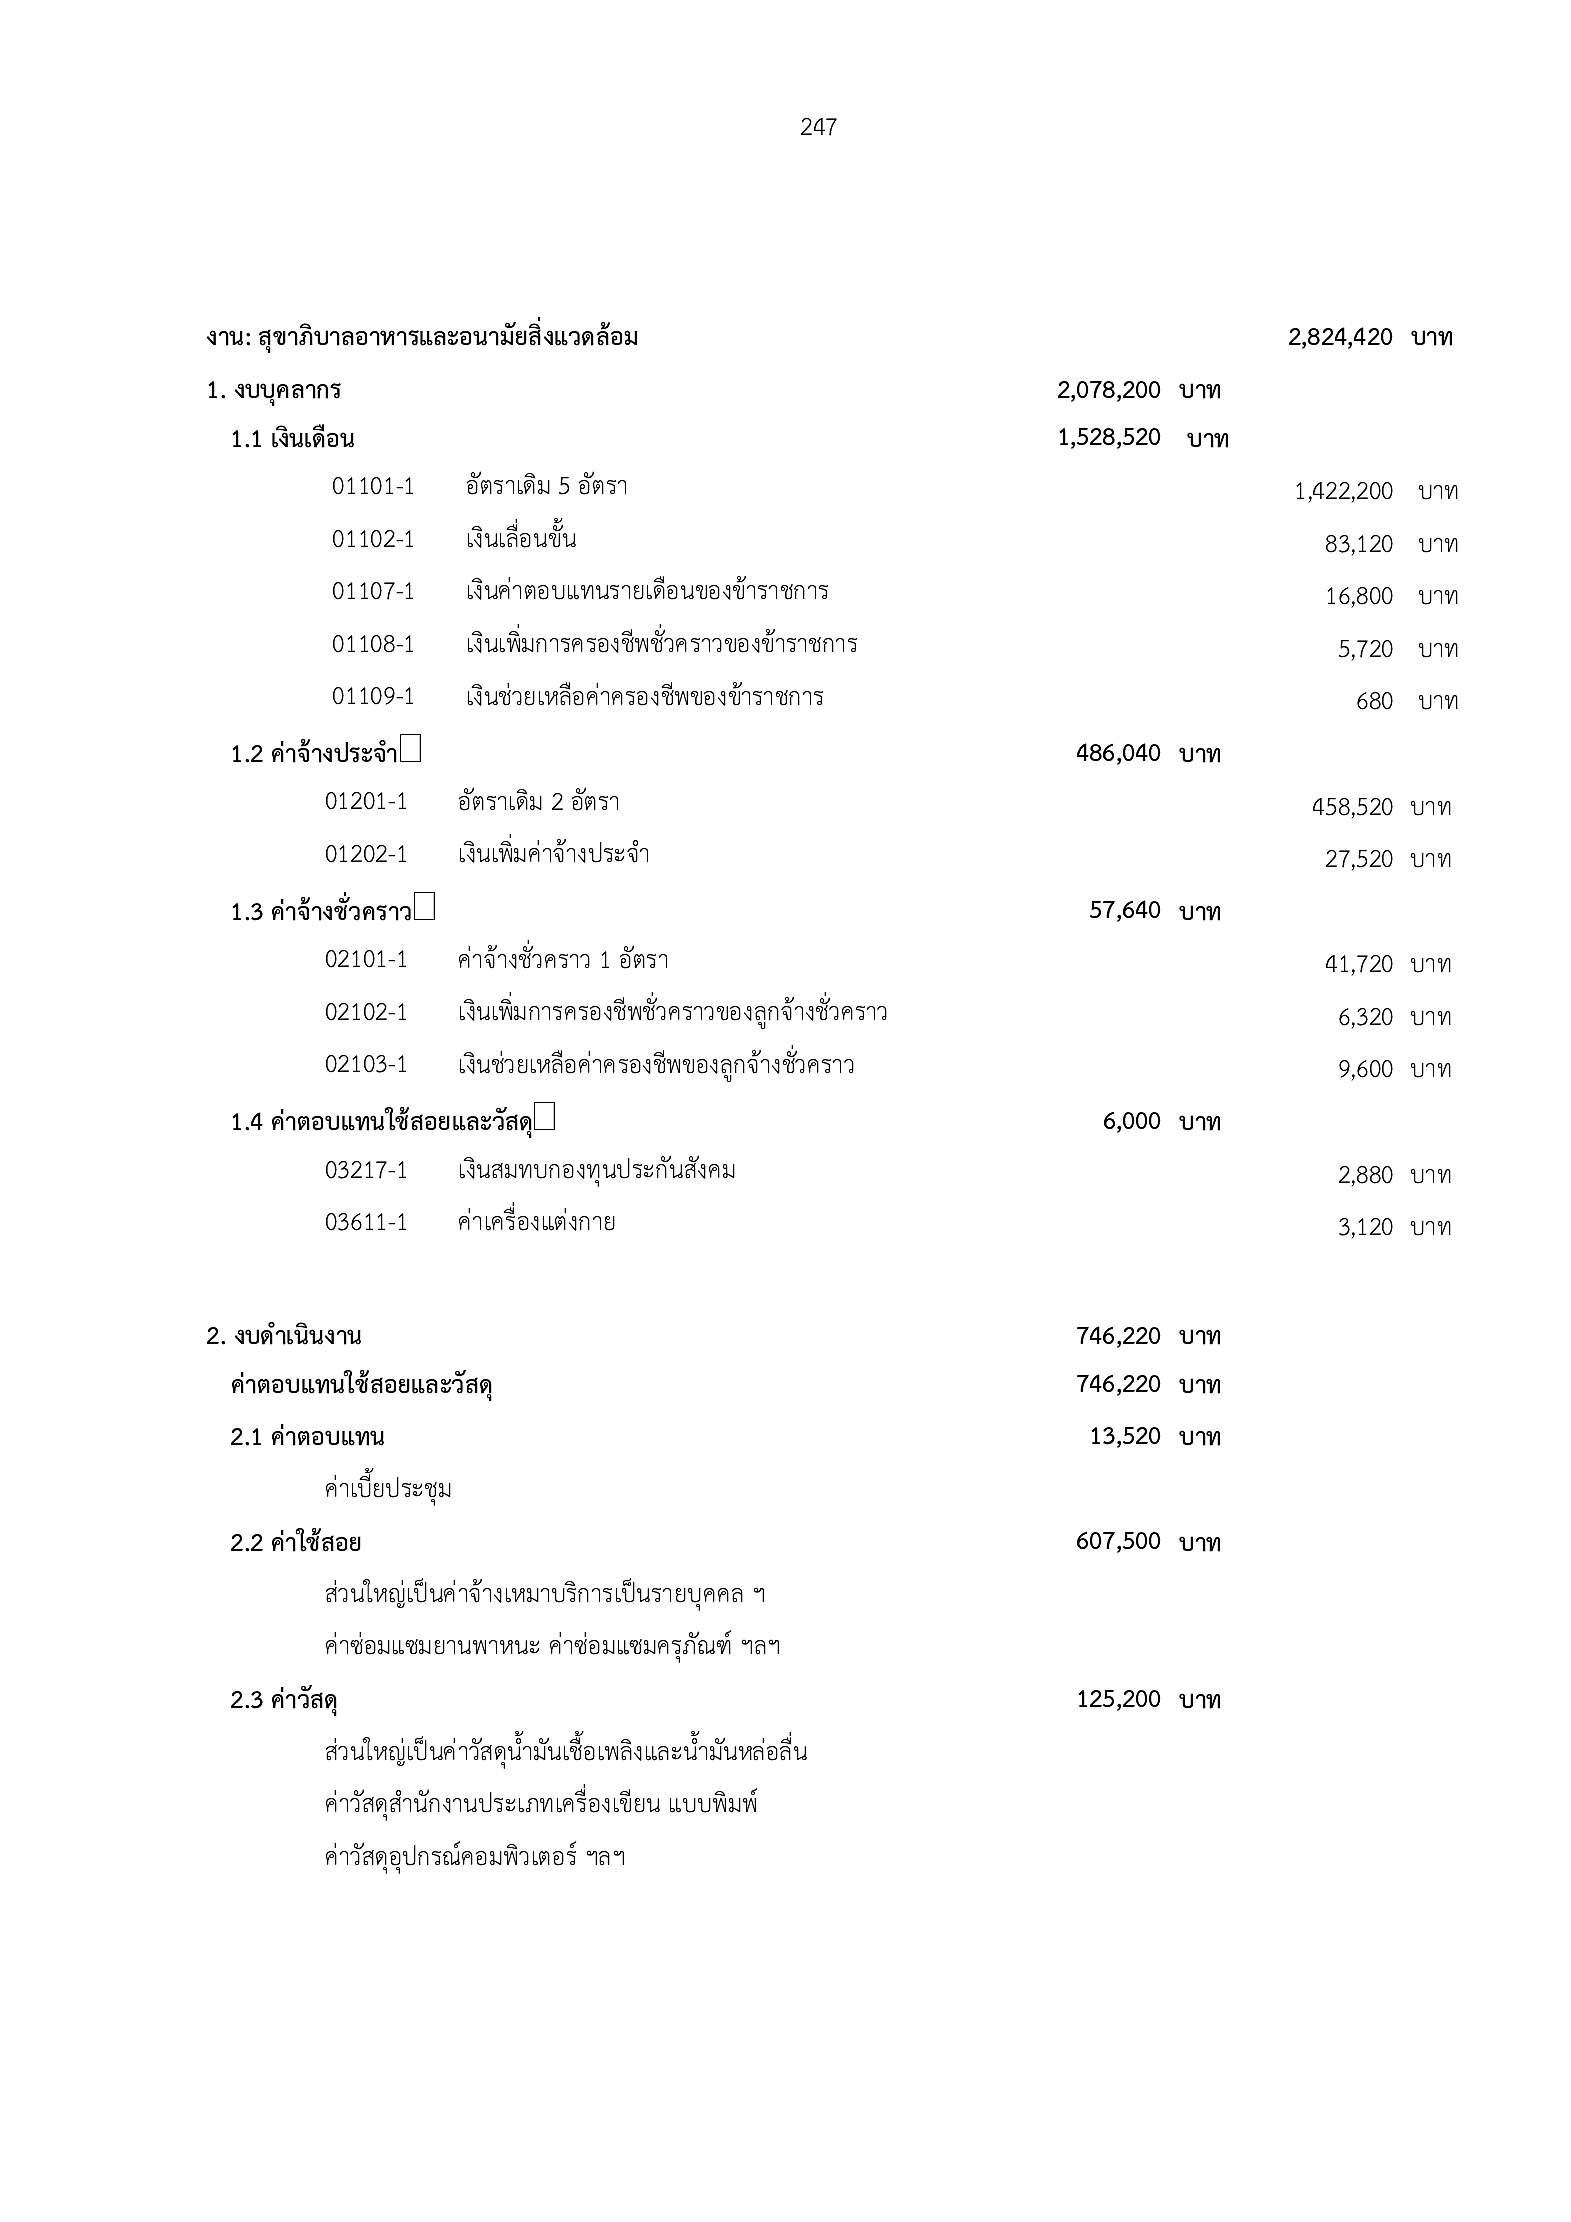 247
งาน: สุขาภิบาลอาหารและอนามัยสิ่งแวดล้อม 2,824,420 บาท
1. งบบุคลากร 2,078,200 บาท
1.1 เงินเดือน 1,528,520 บาท
01101-1 อัตราเดิม 5 อัตรา 1,422,200 บาท
01102-1 เงินเลื่อนขั้น 83,120 บาท
01107-1 เงินค่าตอบแทนรายเดือนของข้าราชการ 16,800 บาท
01108-1 เงินเพิ่มการครองชีพชั่วคราวของข้าราชการ 5,720 บาท
01109-1 เงินช่วยเหลือค่าครองชีพของข้าราชการ 680 บาท
1.2 ค่าจ้างประจำ 486,040 บาท
01201-1 อัตราเดิม 2 อัตรา 458,520 บาท
01202-1 เงินเพิ่มค่าจ้างประจำ 27,520 บาท
1.3 ค่าจ้างชั่วคราว 57,640 บาท
02101-1 ค่าจ้างชั่วคราว 1 อัตรา 41,720 บาท
02102-1 เงินเพิ่มการครองชีพชั่วคราวของลูกจ้างชั่วคราว 6,320 บาท
02103-1 เงินช่วยเหลือค่าครองชีพของลูกจ้างชั่วคราว 9,600 บาท
1.4 ค่าตอบแทนใช้สอยและวัสดุ 6,000 บาท
03217-1 เงินสมทบกองทุนประกันสังคม 2,880 บาท
03611-1 ค่าเครื่องแต่งกาย 3,120 บาท
2. งบดำเนินงาน 746,220 บาท
ค่าตอบแทนใช้สอยและวัสดุ 746,220 บาท
2.1 ค่าตอบแทน 13,520 บาท
ค่าเบี้ยประชุม
2.2 ค่าใช้สอย 607,500 บาท
ส่วนใหญ่เป็นค่าจ้างเหมาบริการเป็นรายบุคคล ฯ
ค่าซ่อมแซมยานพาหนะ ค่าซ่อมแซมครุภัณฑ์ ฯลฯ
2.3 ค่าวัสดุ 125,200 บาท
ส่วนใหญ่เป็นค่าวัสดุน้ำมันเชื้อเพลิงและน้ำมันหล่อลื่น
ค่าวัสดุสำนักงานประเภทเครื่องเขียน แบบพิมพ์
ค่าวัสดุอุปกรณ์คอมพิวเตอร์ ฯลฯ